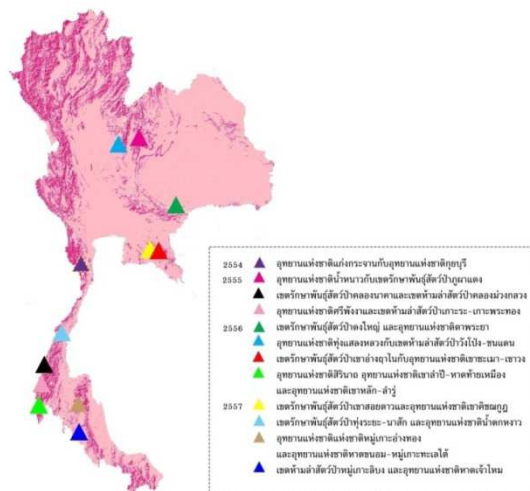 2554 อุทยานแห่งชาติแก่งกระจานกับอุทยานแห่งชาติกุยบุรี
2555 อุทยานแห่งชาติน้ำหนาวกับเขตรักษาพันธุ์สัตว์ป่าภูผาแดง
เขตรักษาพันธุ์สัตว์ป่าคลองนาคาและเขตห้ามล่าสัตว์ป่าคลองม่วงกลวง
อุทยานแห่งชาติศรีพังงาและเขตห้ามล่าสัตว์ป่าเกาะระ-เกาะพระทอง
2556 เขตรักษาพันธุ์สัตว์ป่าดงใหญ่ และอุทยานแห่งชาติตาพระยา
อุทยานแห่งชาติทุ่งแสลงหลวงกับเขตห้ามล่าสัตว์ป่าวังโป่ง-ชนแดน
เขตรักษาพันธุ์สัตว์ป่าเขาอ่างฤาไนกับอุทยานแห่งชาติเขาชะเมา-เขาวง
อุทยานแห่งชาติสิรินาถ อุทยานแห่งชาติเขาลำปี-หาดท้ายเหมือง
และอุทยานแห่งชาติเขาหลัก-ลำรู่
2557 เขตรักษาพันธุ์สัตว์ป่าเขาสอยดาวและอุทยานแห่งชาติเขาคิชฌกูฏ
เขตรักษาพันธุ์สัตว์ป่าทุ่งระยะ-นาสัก และอุทยานแห่งชาติน้ำตกหงาว
อุทยานแห่งชาติแห่งชาติหมู่เกาะอ่างทอง
และอุทยานแห่งชาติหาดขนอม-หมู่เกาะทะเลใต้
เขตห้ามล่าสัตว์ป่าหมู่เกาะลิบง และอุทยานแห่งชาติหาดเจ้าไหม